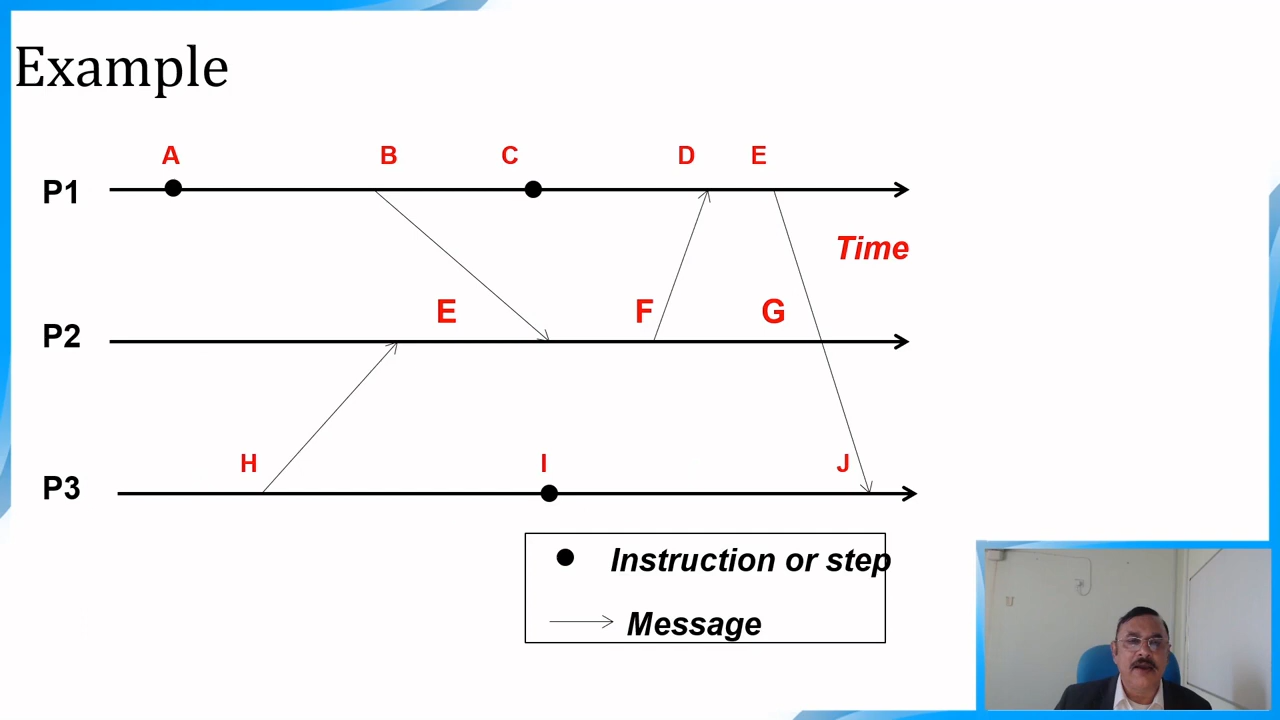 Example
A B C D E
P1
Time
E F G
P2
H I J
P3
Instruction or step
Message